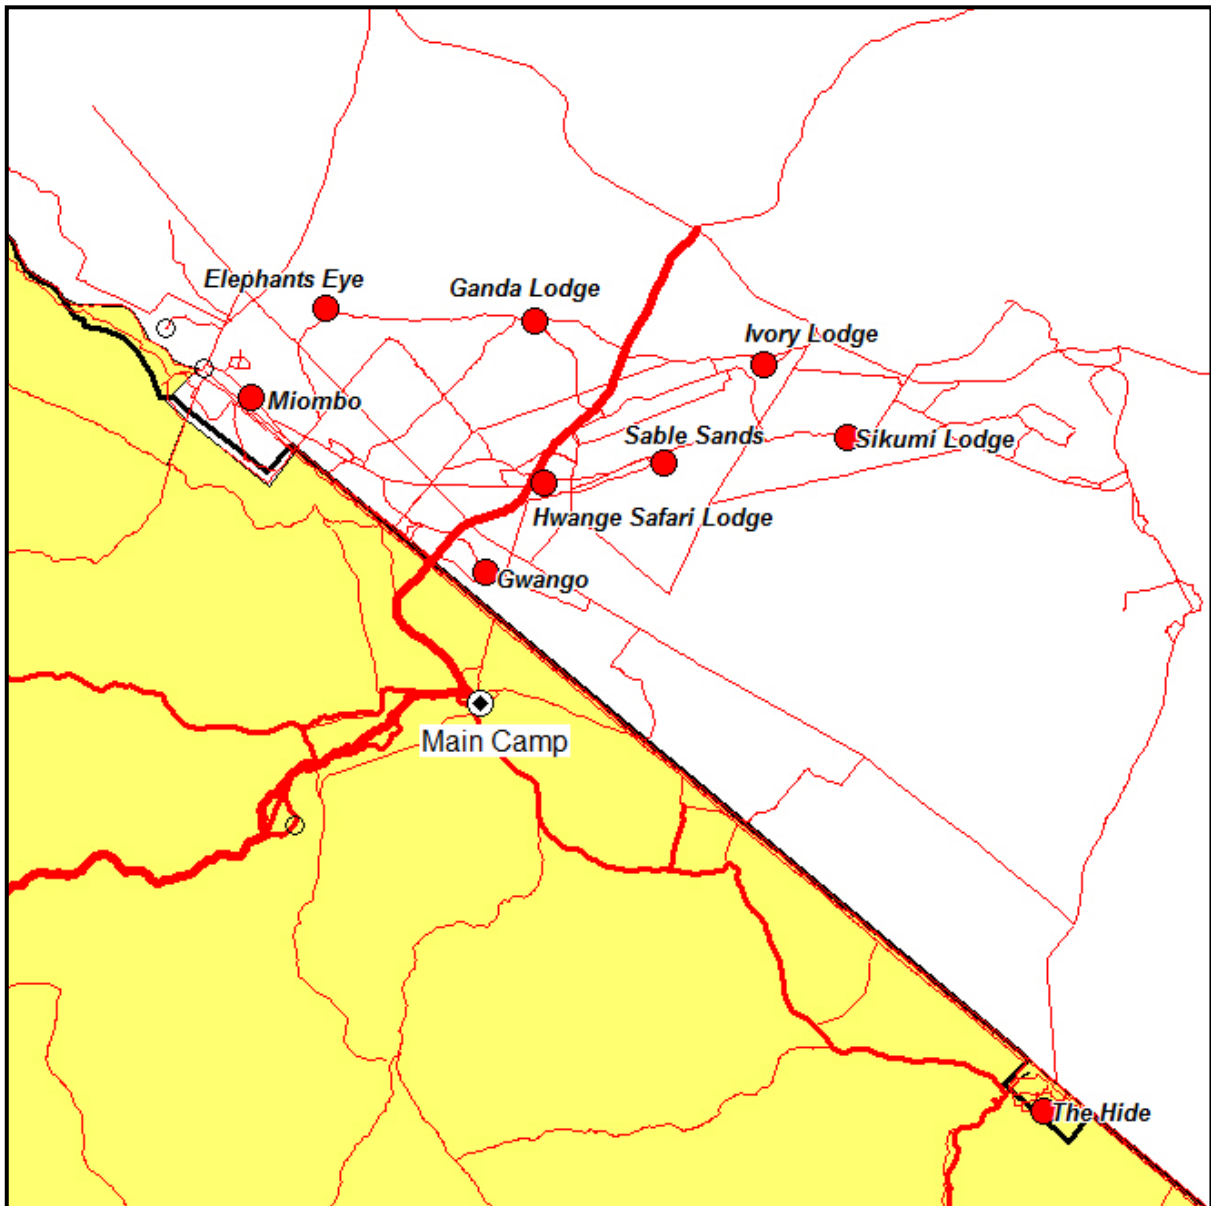 Elephants Eye
Ganda Lodge
Ivory Lodge
Miombo
Sable Sands
Sikumi Lodge
Hwange Safari Lodge
Gwango
Main Camp
The Hide